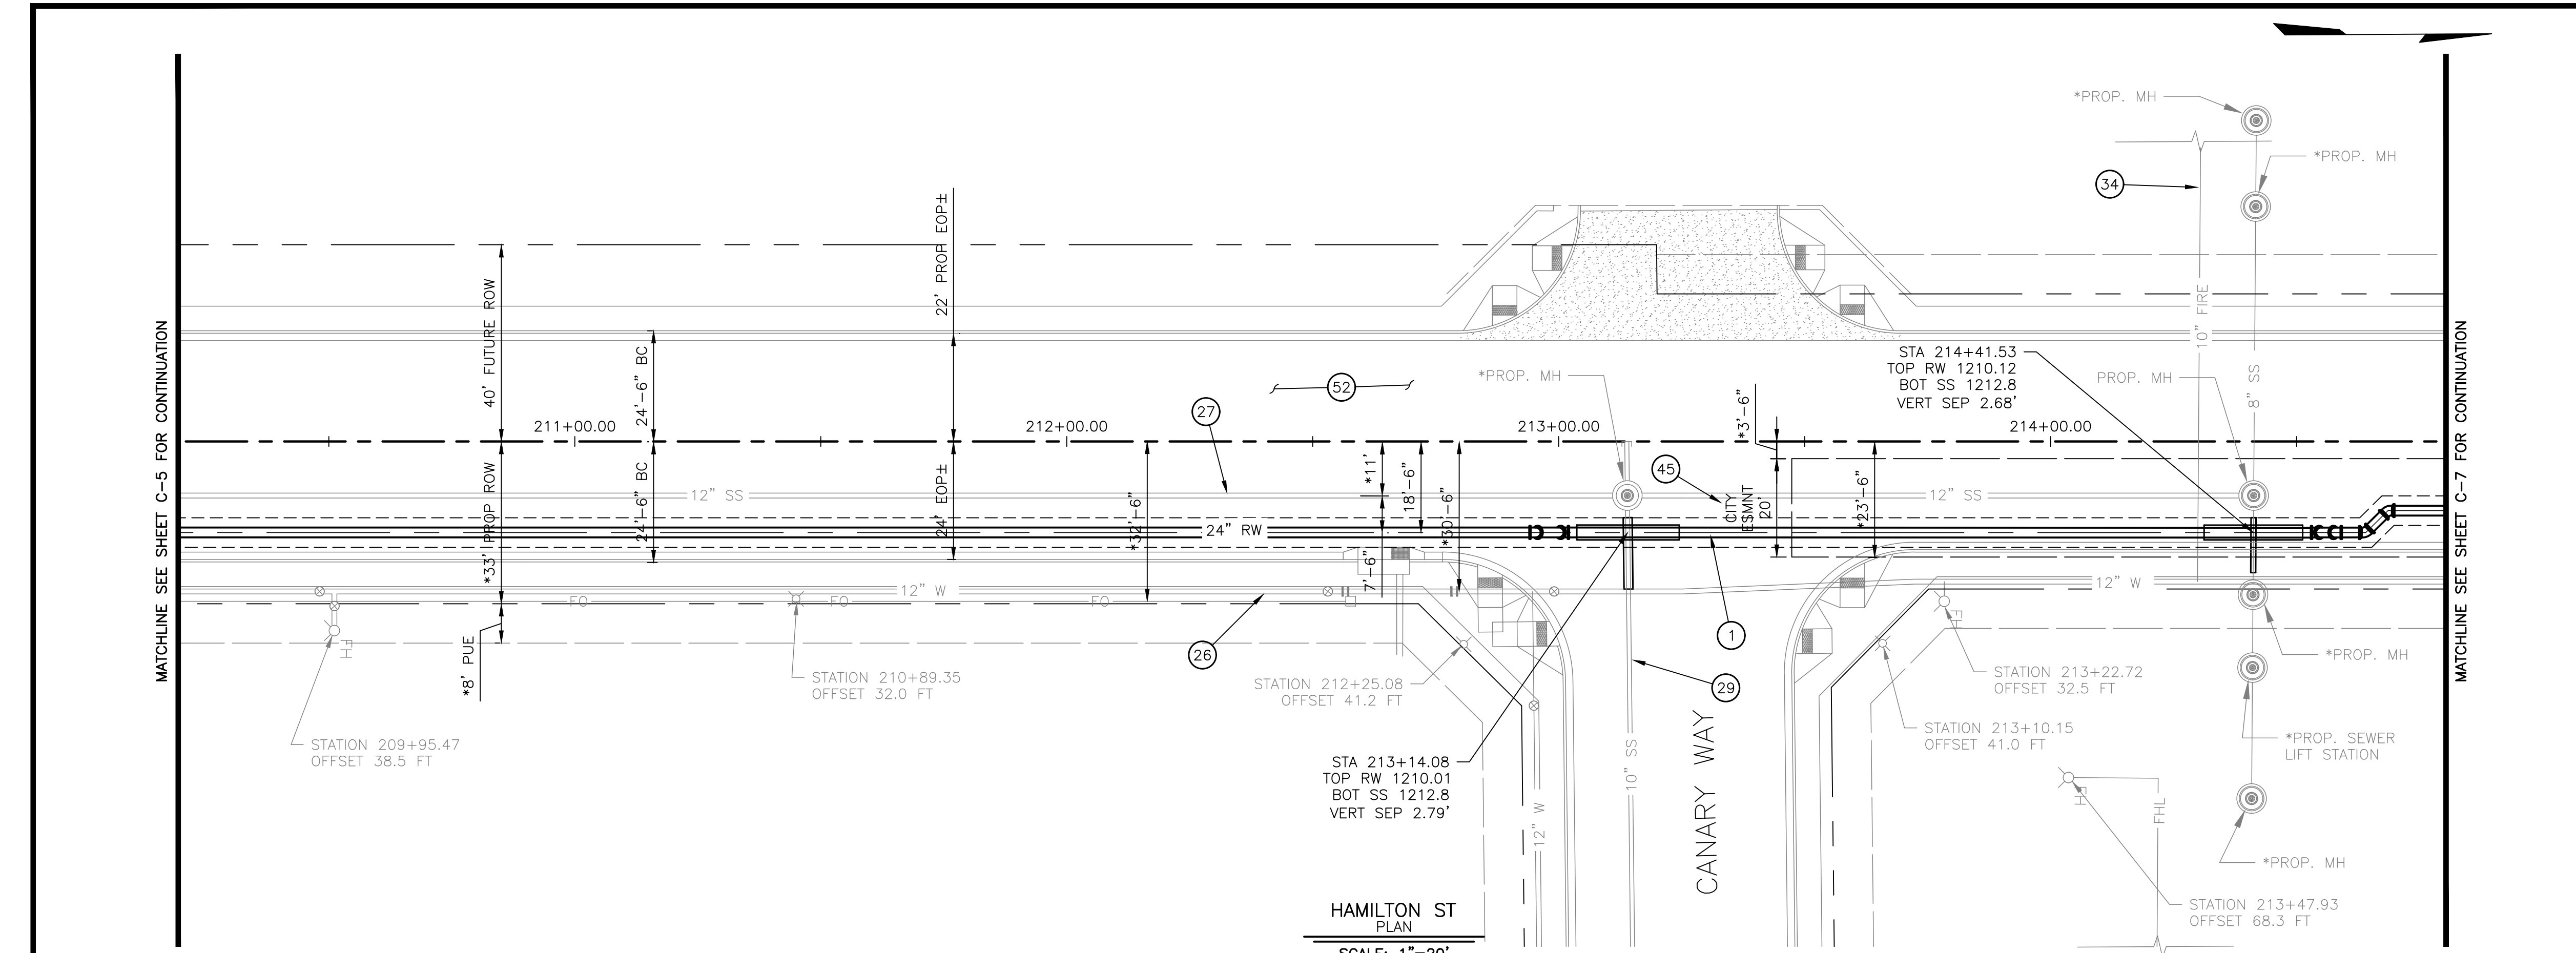 MATCHLINE SEE SHEET C-5 FOR CONTINUATION
40' FUTURE ROW
*33' PROP ROW
*8' PUE
24'-6" BC
24'-6" BC
22' PROP EOP±
24' EOP±
211+00.00
212+00.00
213+00.00
214+00.00
*32'-6"
27
52
*11'
18'-6"
*30'-6"
7'-6"
*3'-6"
45
CITY
ESMNT
20'
*23'-6"
12" SS
12" SS
24" RW
12" W
12" W
FO
FO
FO
FH
26
1
29
34
*PROP. MH
*PROP. MH
*PROP. MH
PROP. MH
10" FIRE
8" SS
STA 214+41.53
TOP RW 1210.12
BOT SS 1212.8
VERT SEP 2.68'
STATION 209+95.47
OFFSET 38.5 FT
STATION 210+89.35
OFFSET 32.0 FT
STATION 212+25.08
OFFSET 41.2 FT
STA 213+14.08
TOP RW 1210.01
BOT SS 1212.8
VERT SEP 2.79'
12" W
10" SS
CANARY WAY
FH
STATION 213+22.72
OFFSET 32.5 FT
STATION 213+10.15
OFFSET 41.0 FT
*PROP. MH
*PROP. SEWER
LIFT STATION
FH
FHL
*PROP. MH
STATION 213+47.93
OFFSET 68.3 FT
HAMILTON ST
PLAN
SCALE: 1"=20'
MATCHLINE SEE SHEET C-7 FOR CONTINUATION